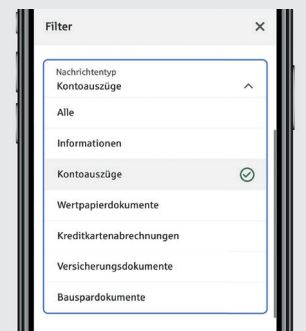 Filter
Nachrichtentyp
Kontoauszüge
Alle
Informationen
Kontoauszüge
Wertpapierdokumente
Kreditkartenabrechnungen
Versicherungsdokumente
Bauspardokumente